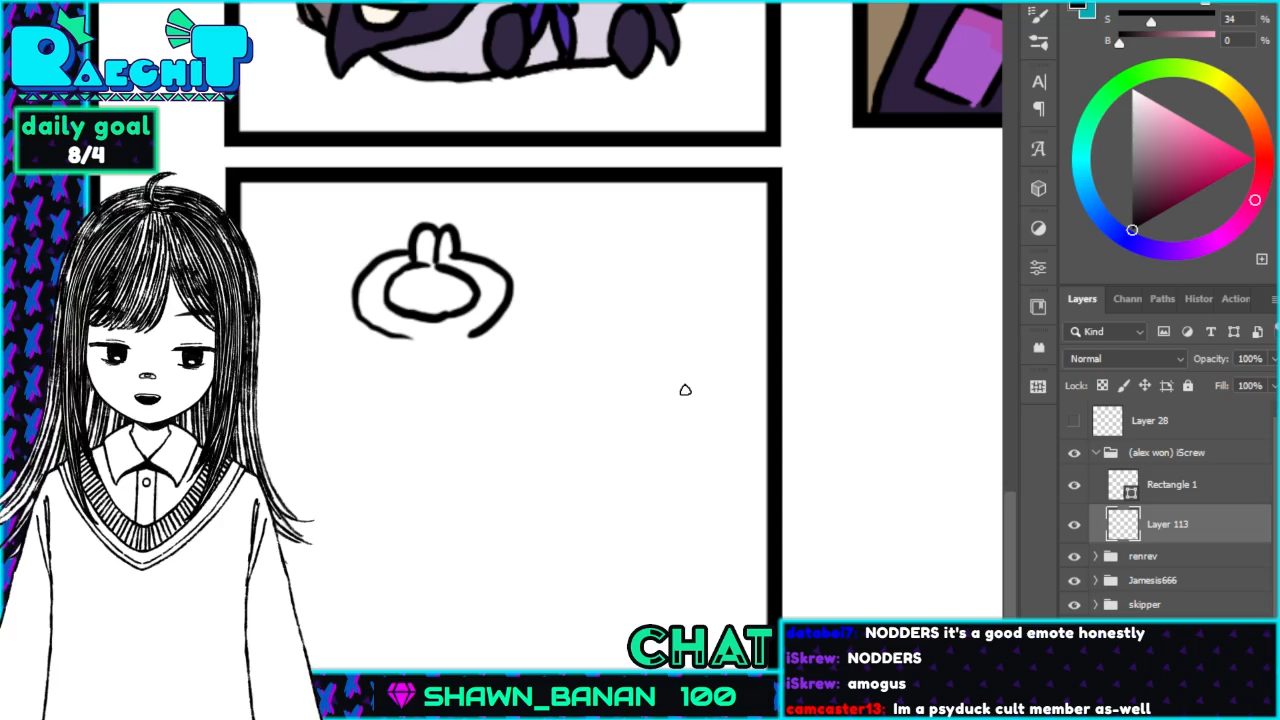 RAECHIT
daily goal
8/4
S 34 %
B 0 %
Layers Chann Paths Histor Action
Kind
Normal Opacity: 100%
Lock: Fill: 100%
Layer 28
(alex won) iScrew
Rectangle 1
Layer 113
renrev
Jamesis666
skipper
CHAT
databoi7: NODDERS it's a good emote honestly
iSkrew: NODDERS
iSkrew: amogus
camcaster13: Im a psyduck cult member as-well
SHAWN_BANAN 100